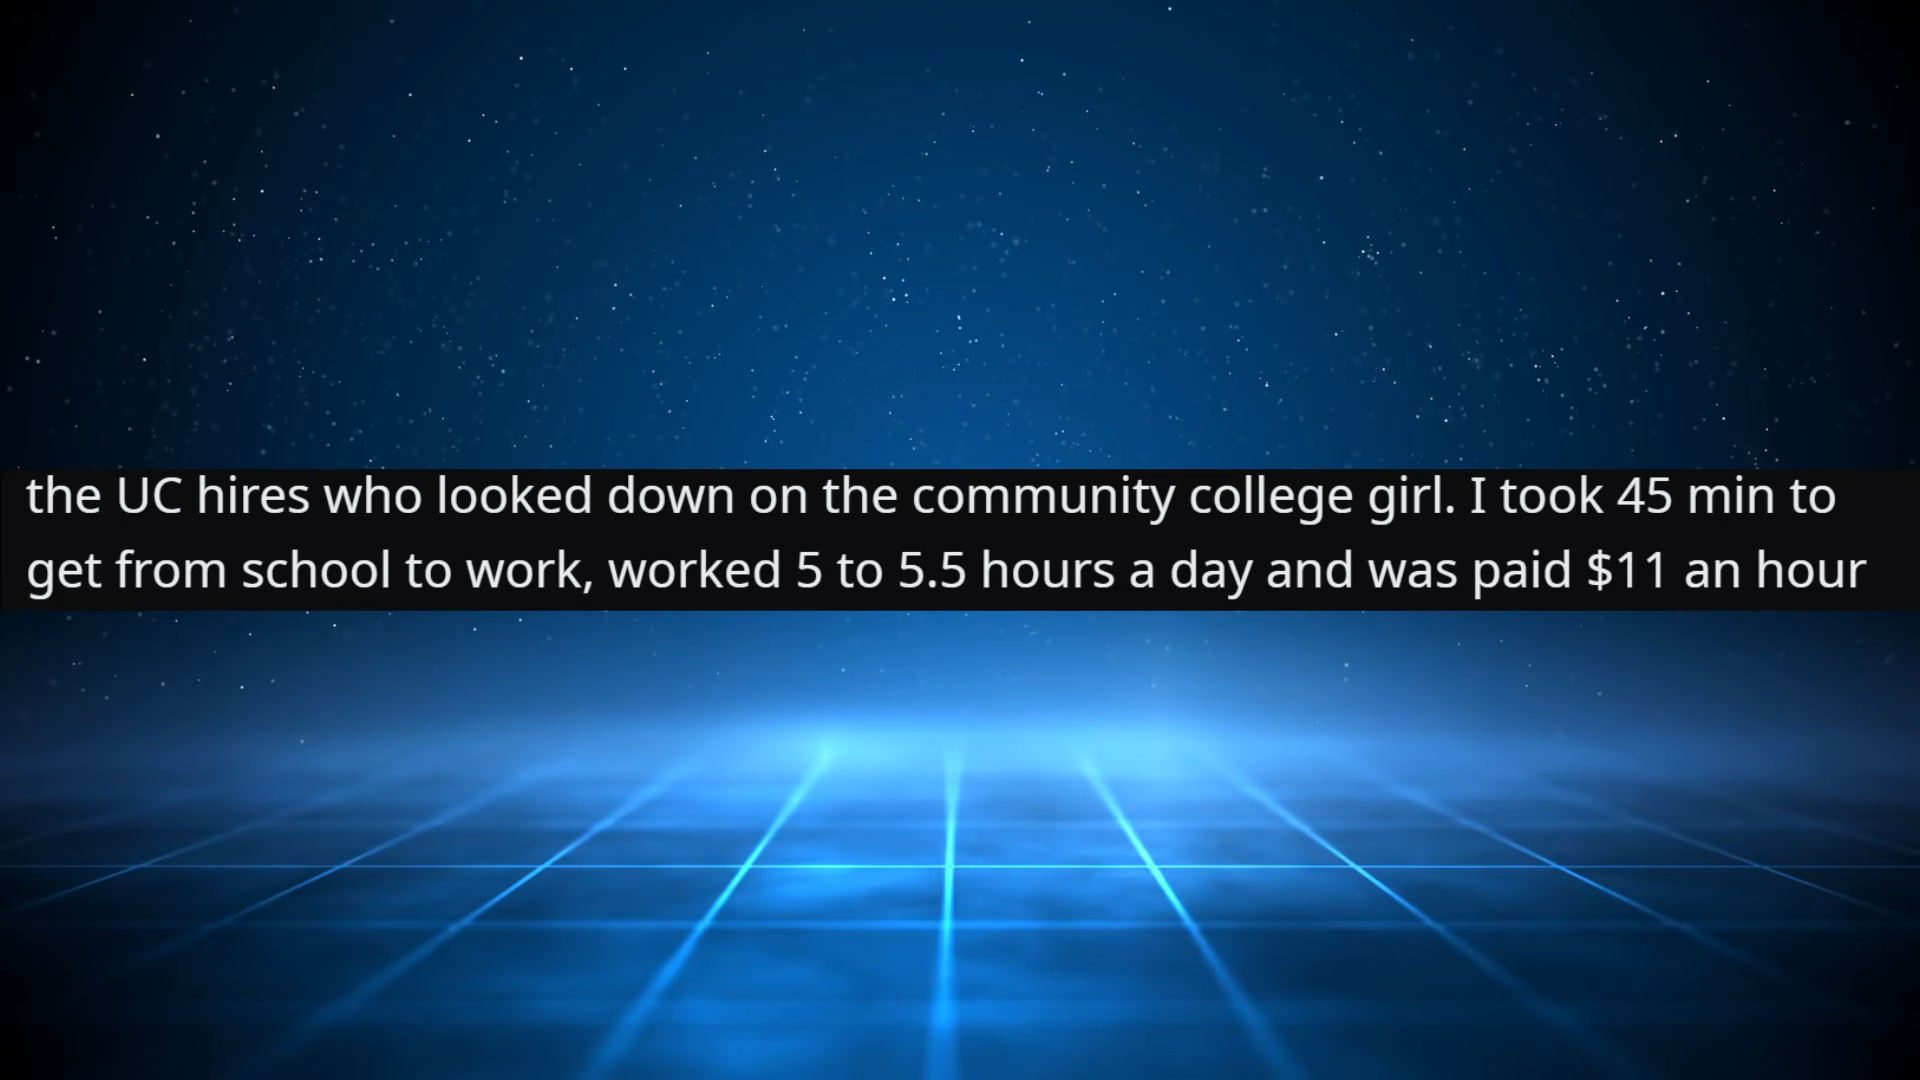 the UC hires who looked down on the community college girl. I took 45 min to
get from school to work, worked 5 to 5.5 hours a day and was paid $11 an hour